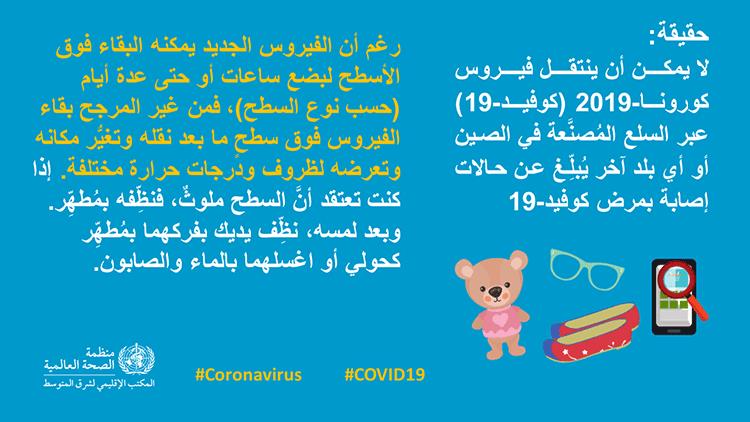 حقيقة:
لا يمكن أن ينتقل فيروس
كورونا-2019 (كوفيد-19)
عبر السلع المُصنَّعة في الصين
أو أي بلد آخر يُبلَّغ عن حالات
إصابة بمرض كوفيد-19
رغم أن الفيروس الجديد يمكنه البقاء فوق
الأسطح لبضع ساعات أو حتى عدة أيام
(حسب نوع السطح)، فمن غير المرجح بقاء
الفيروس فوق سطحٍ ما بعد نقله وتغيُّر مكانه
وتعرضه لظروف ودرجات حرارة مختلفة. إذا
كنت تعتقد أنَّ السطح ملوثٌ، فنظِّفه بمُطهِّر.
وبعد لمسه، نظِّف يديك بفركهما بمُطهِّر
كحولي أو اغسلهما بالماء والصابون.
منظمة
الصحة العالمية
المكتب الإقليمي لشرق المتوسط
#Coronavirus #COVID19